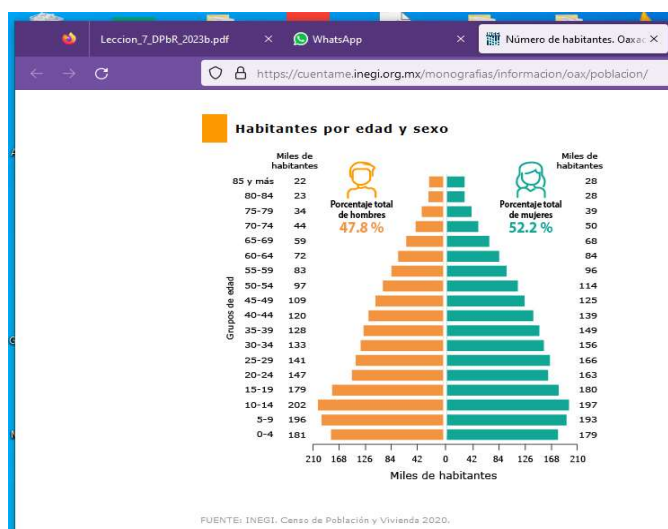 Leccion_7_DPbR_2023b.pdf × WhatsApp × Número de habitantes. Oaxac ×
https://cuentame.inegi.org.mx/monografias/informacion/oax/poblacion/
Habitantes por edad y sexo
Miles de habitantes
Miles de habitantes
Porcentaje total
de hombres
47.8 %
Porcentaje total
de mujeres
52.2 %
Grupos de edad
85 y más 22 28
80-84 23 28
75-79 34 39
70-74 44 50
65-69 59 68
60-64 72 84
55-59 83 96
50-54 97 114
45-49 109 125
40-44 120 139
35-39 128 149
30-34 133 156
25-29 141 166
20-24 147 163
15-19 179 180
10-14 202 197
5-9 196 193
0-4 181 179
210 168 126 84 42 0 42 84 126 168 210
Miles de habitantes
FUENTE: INEGI. Censo de Población y Vivienda 2020.